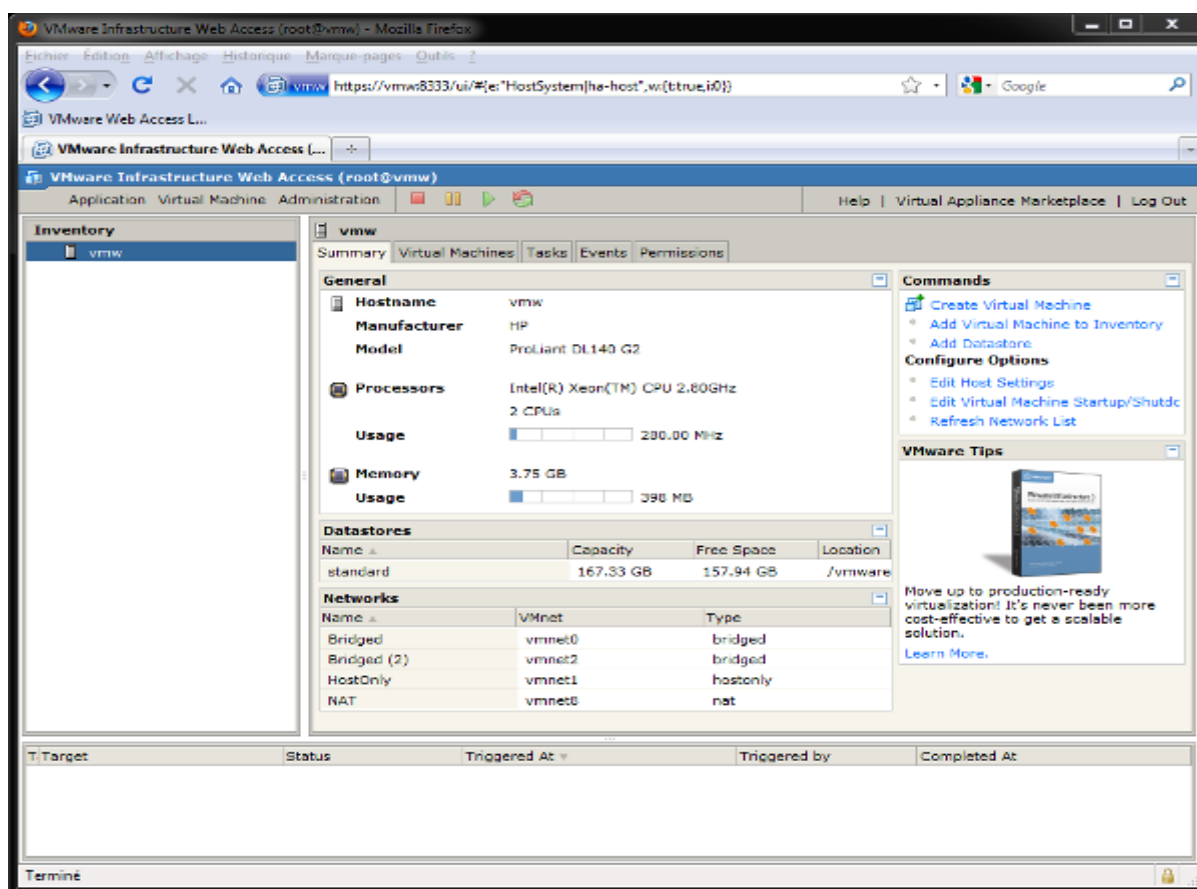 VMware Infrastructure Web Access (root@vmw) - Mozilla Firefox
Fichier Édition Affichage Historique Marque-pages Outils ?
vmw https://vmw:8333/ui/#{e:"HostSystem|ha-host",w:{t:true,i:0}}
Google
VMware Web Access L...
VMware Infrastructure Web Access (...
VMware Infrastructure Web Access (root@vmw)
Application Virtual Machine Administration
Help | Virtual Appliance Marketplace | Log Out
Inventory
vmw
vmw
Summary Virtual Machines Tasks Events Permissions
General
Hostname vmw
Manufacturer HP
Model ProLiant DL140 G2
Processors Intel(R) Xeon(TM) CPU 2.80GHz
2 CPUs
Usage 280.00 MHz
Memory 3.75 GB
Usage 398 MB
Datastores
Name Capacity Free Space Location
standard 167.33 GB 157.94 GB /vmware
Networks
Name VMnet Type
Bridged vmnet0 bridged
Bridged (2) vmnet2 bridged
HostOnly vmnet1 hostonly
NAT vmnet8 nat
Commands
Create Virtual Machine
Add Virtual Machine to Inventory
Add Datastore
Configure Options
Edit Host Settings
Edit Virtual Machine Startup/Shutdc
Refresh Network List
VMware Tips
Move up to production-ready
virtualization! It's never been more
cost-effective to get a scalable
solution.
Learn More.
T Target Status Triggered At Triggered by Completed At
Terminé